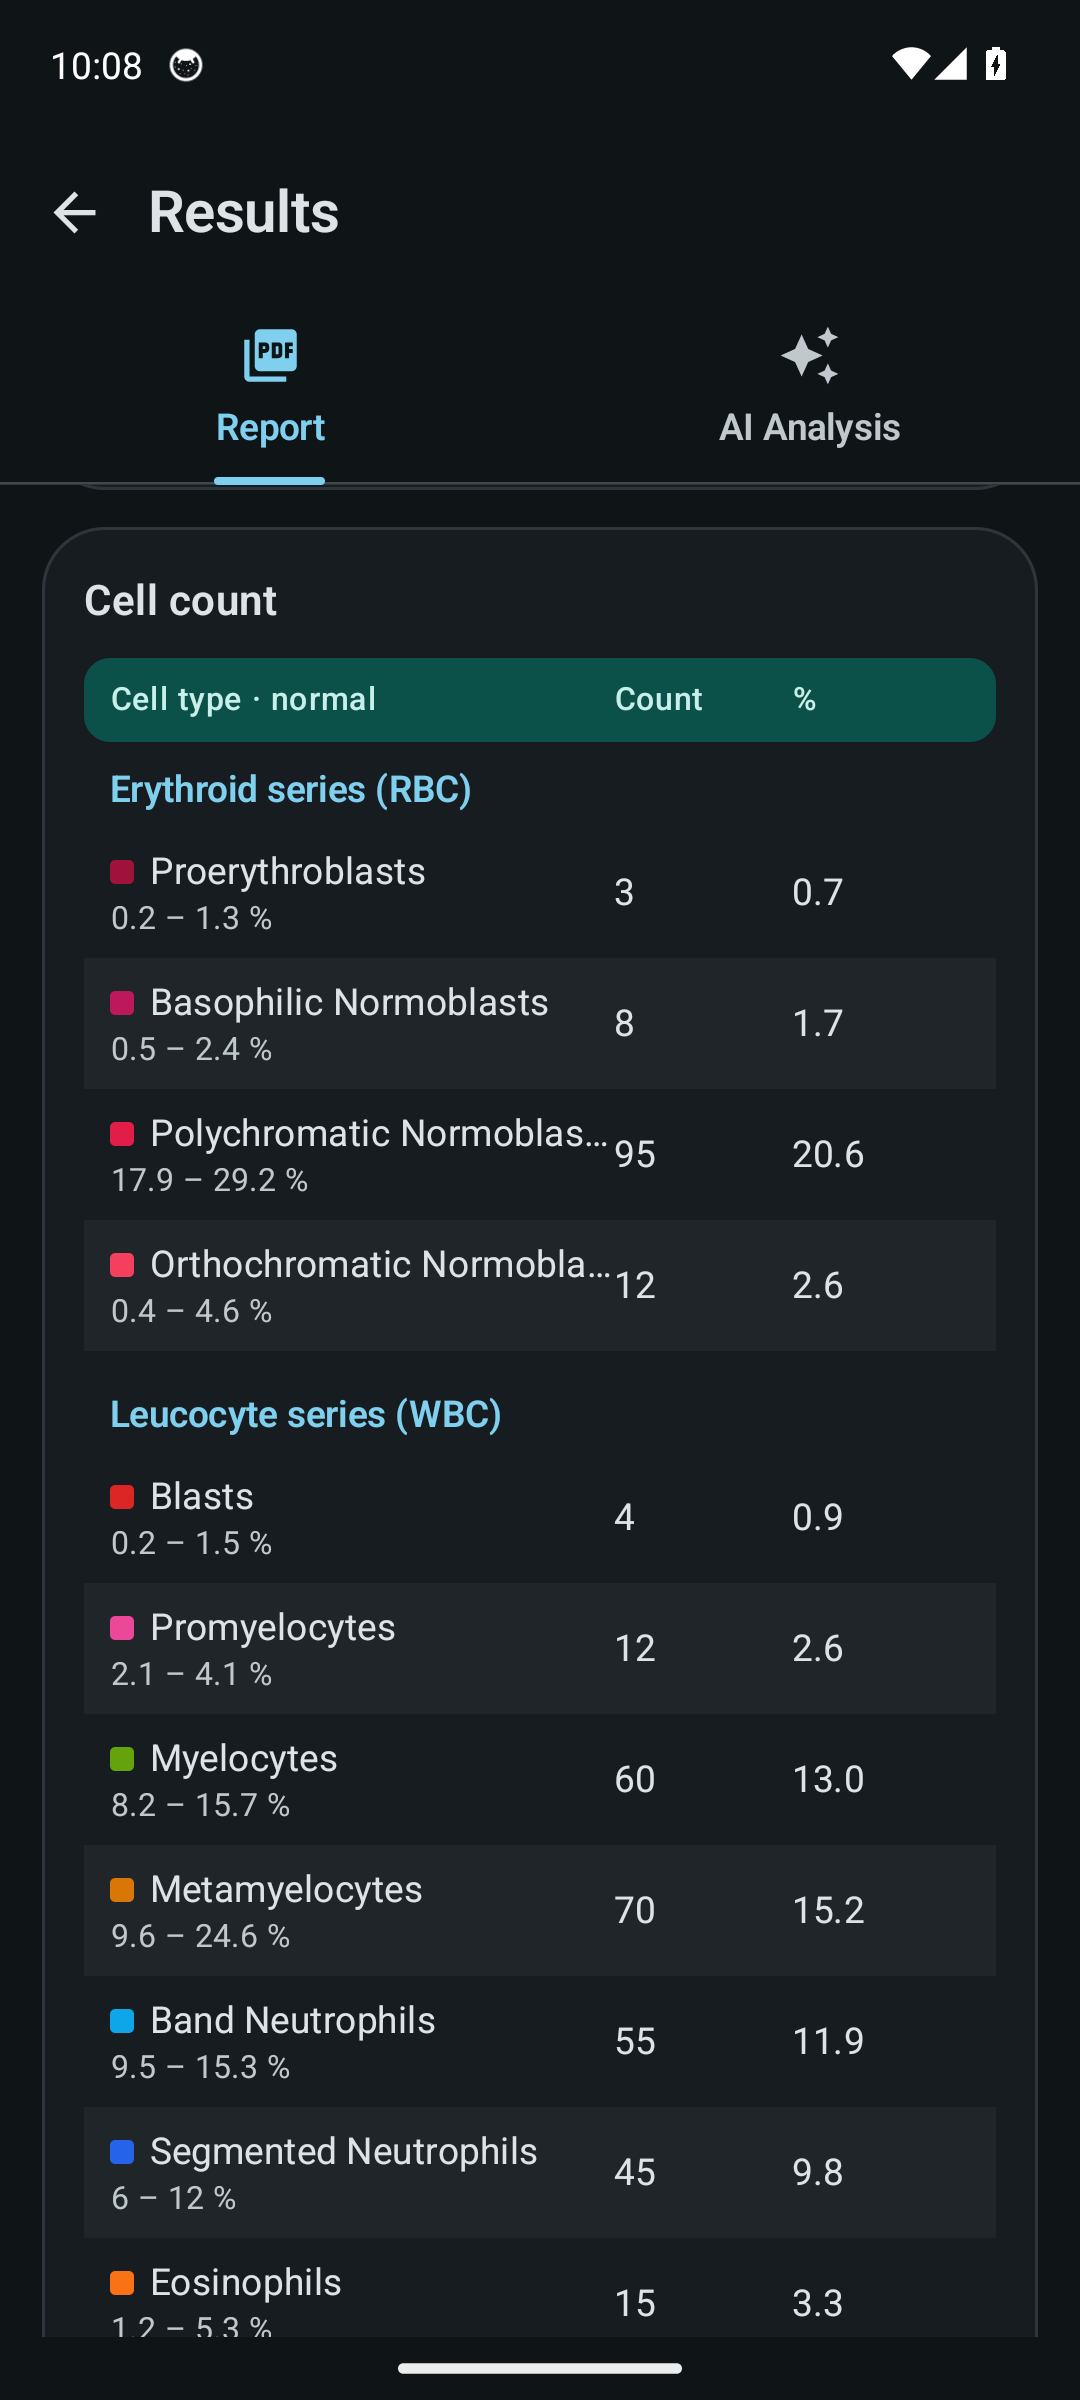 10:08
Results
PDF
Report
AI Analysis
Cell count
Cell type · normal Count %
Erythroid series (RBC)
Proerythroblasts 3 0.7
0.2 – 1.3 %
Basophilic Normoblasts 8 1.7
0.5 – 2.4 %
Polychromatic Normoblas... 95 20.6
17.9 – 29.2 %
Orthochromatic Normobla... 12 2.6
0.4 – 4.6 %
Leucocyte series (WBC)
Blasts 4 0.9
0.2 – 1.5 %
Promyelocytes 12 2.6
2.1 – 4.1 %
Myelocytes 60 13.0
8.2 – 15.7 %
Metamyelocytes 70 15.2
9.6 – 24.6 %
Band Neutrophils 55 11.9
9.5 – 15.3 %
Segmented Neutrophils 45 9.8
6 – 12 %
Eosinophils 15 3.3
1.2 – 5.3 %